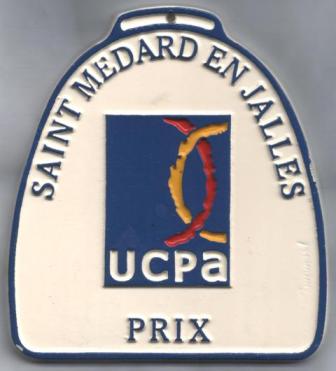 SAINT MEDARD EN JALLES
UCPa
PRIX